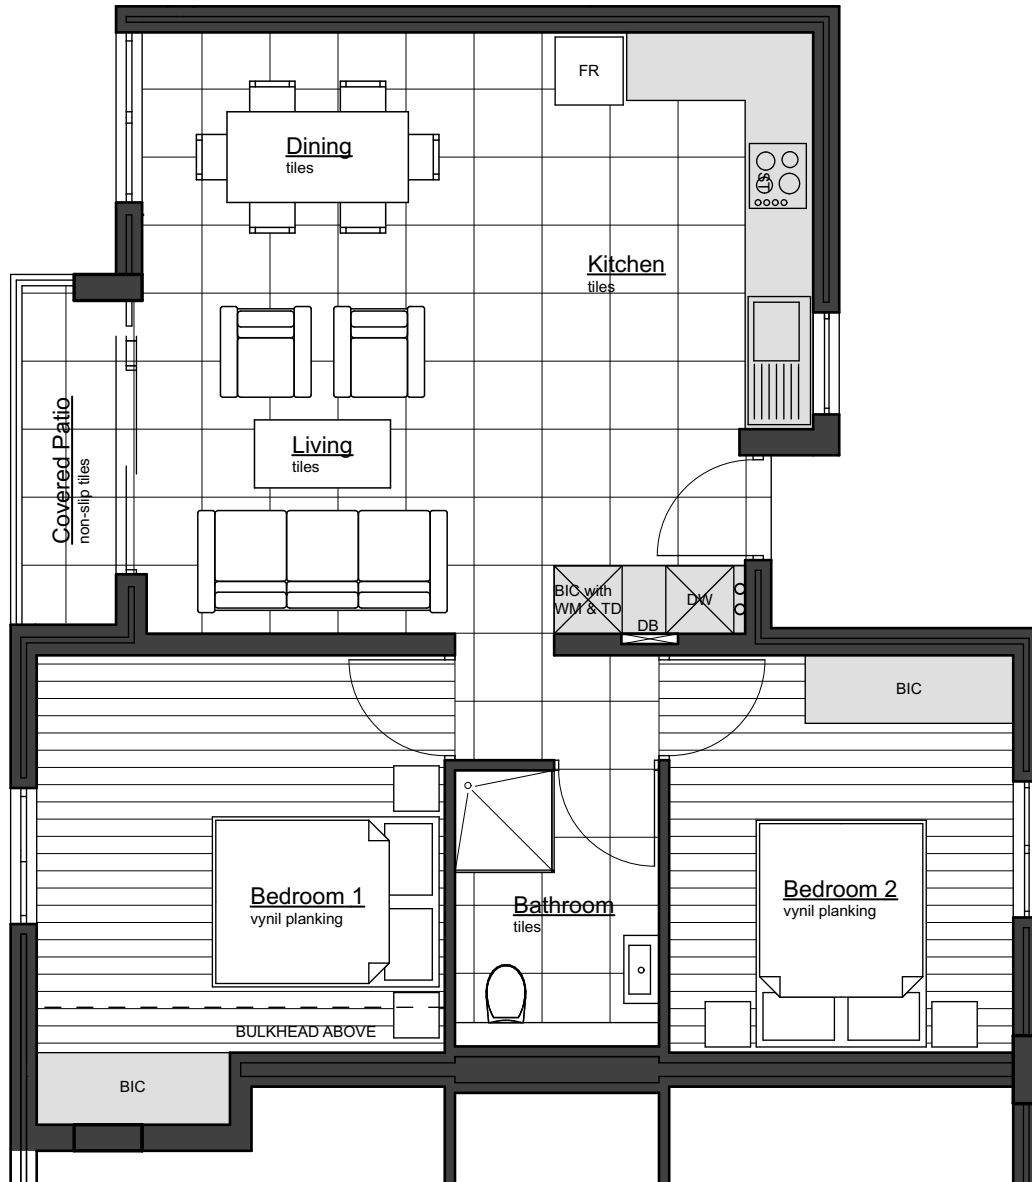 FR
Dining
tiles
ST
Kitchen
tiles
Covered Patio
non-slip tiles
Living
tiles
BIC with
WM & TD
DW
DB
BIC
Bedroom 1
vynil planking
Bathroom
tiles
Bedroom 2
vynil planking
BULKHEAD ABOVE
BIC